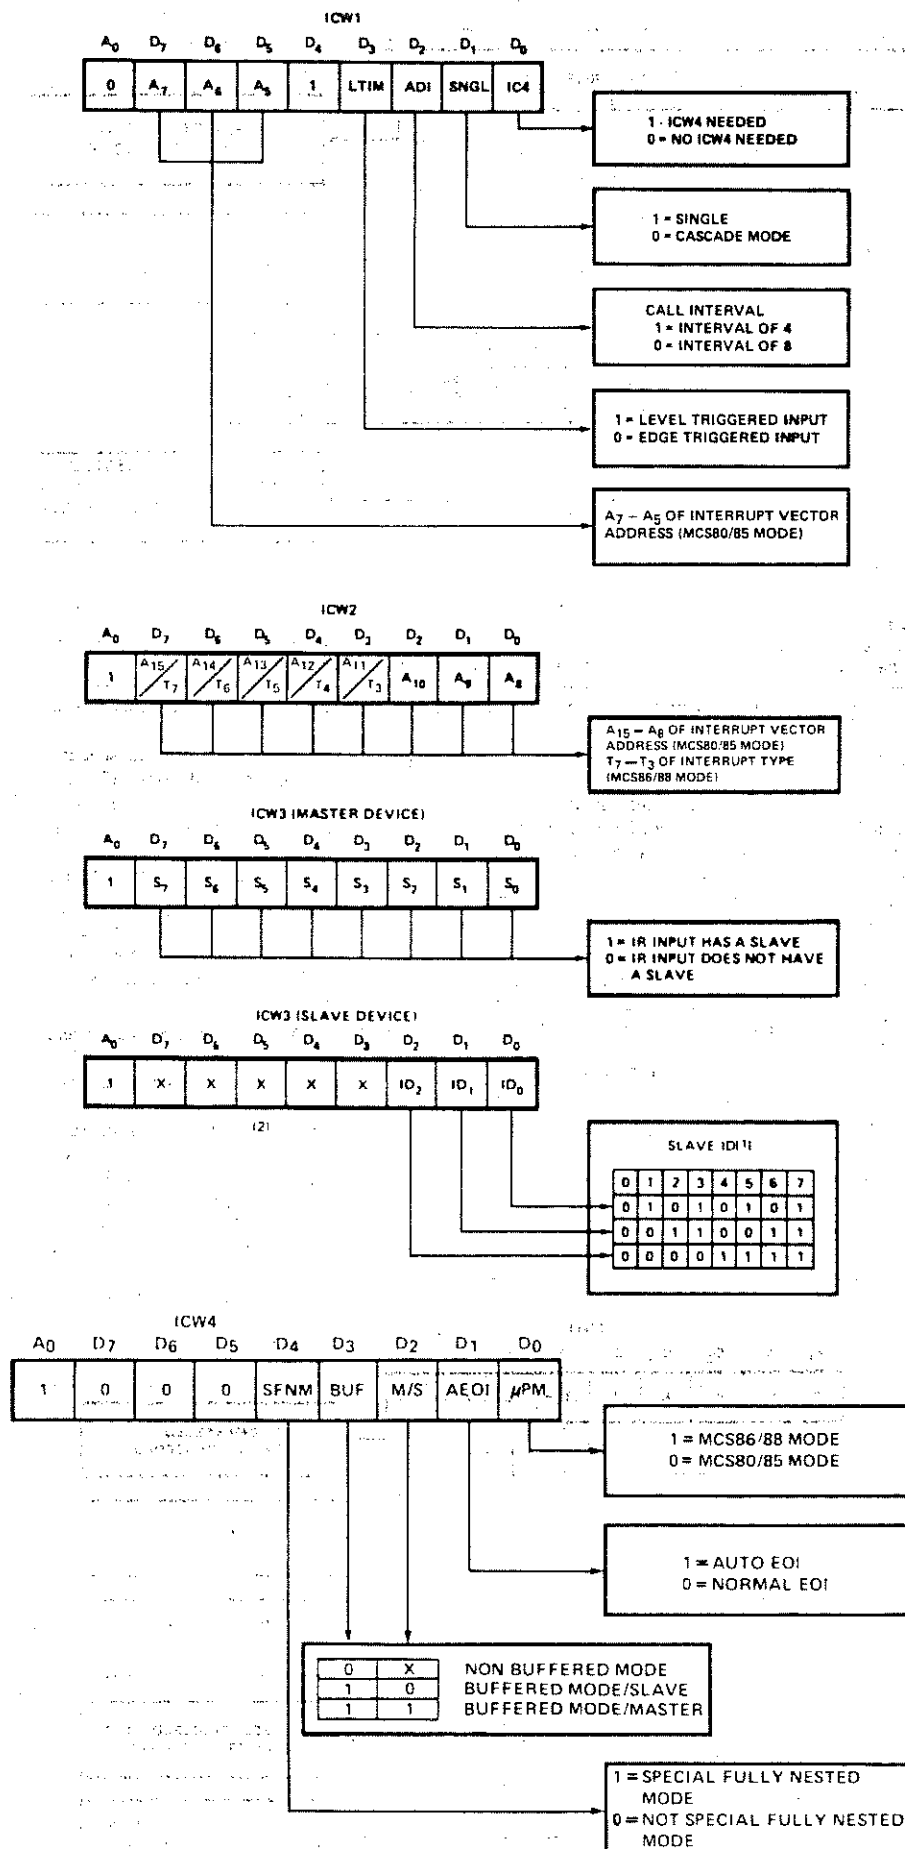 ICW1
A0 D7 D6 D5 D4 D3 D2 D1 D0
0 A7 A6 A5 1 LTIM ADI SNGL IC4
1 - ICW4 NEEDED
0 = NO ICW4 NEEDED
1 = SINGLE
0 = CASCADE MODE
CALL INTERVAL
1 = INTERVAL OF 4
0 = INTERVAL OF 8
1 = LEVEL TRIGGERED INPUT
0 = EDGE TRIGGERED INPUT
A7 – A5 OF INTERRUPT VECTOR
ADDRESS (MCS80/85 MODE)
ICW2
A0 D7 D6 D5 D4 D3 D2 D1 D0
1 A15/T7 A14/T6 A13/T5 A12/T4 A11/T3 A10 A9 A8
A15 – A8 OF INTERRUPT VECTOR
ADDRESS (MCS80/85 MODE)
T7 – T3 OF INTERRUPT TYPE
(MCS86/88 MODE)
ICW3 (MASTER DEVICE)
A0 D7 D6 D5 D4 D3 D2 D1 D0
1 S7 S6 S5 S4 S3 S2 S1 S0
1 = IR INPUT HAS A SLAVE
0 = IR INPUT DOES NOT HAVE
A SLAVE
ICW3 (SLAVE DEVICE)
A0 D7 D6 D5 D4 D3 D2 D1 D0
1 X X X X X ID2 ID1 ID0
(2)
SLAVE ID(1)
0 1 2 3 4 5 6 7
0 1 0 1 0 1 0 1
0 0 1 1 0 0 1 1
0 0 0 0 1 1 1 1
ICW4
A0 D7 D6 D5 D4 D3 D2 D1 D0
1 0 0 0 SFNM BUF M/S AEOI µPM
1 = MCS86/88 MODE
0 = MCS80/85 MODE
1 = AUTO EOI
0 = NORMAL EOI
0 X NON BUFFERED MODE
1 0 BUFFERED MODE/SLAVE
1 1 BUFFERED MODE/MASTER
1 = SPECIAL FULLY NESTED
MODE
0 = NOT SPECIAL FULLY NESTED
MODE